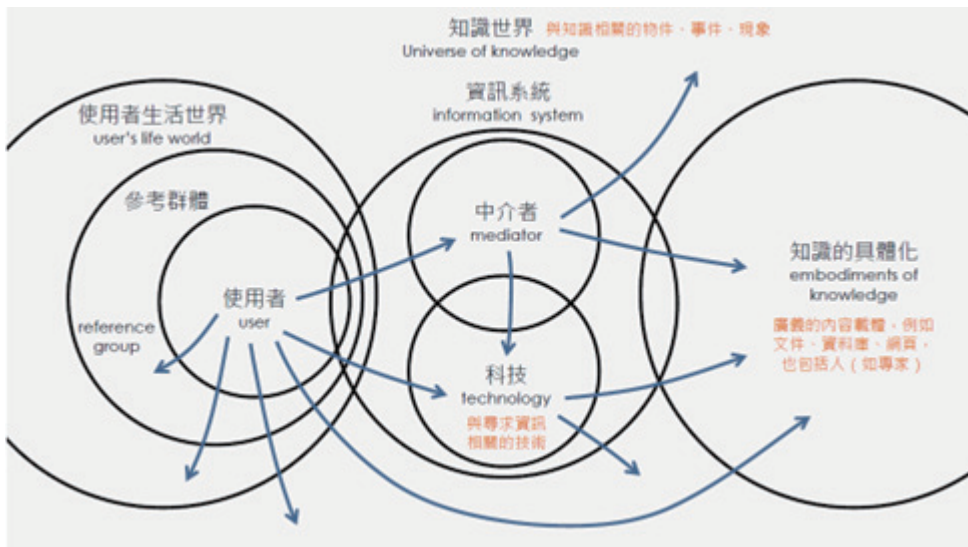 知識世界 與知識相關的物件、事件、現象
Universe of knowledge
資訊系統
information system
使用者生活世界
user's life world
參考群體
中介者
mediator
知識的具體化
embodiments of
knowledge
使用者
user
reference
group
廣義的內容載體，例如
文件、資料庫、網頁，
也包括人（如專家）
科技
technology
與尋求資訊
相關的技術